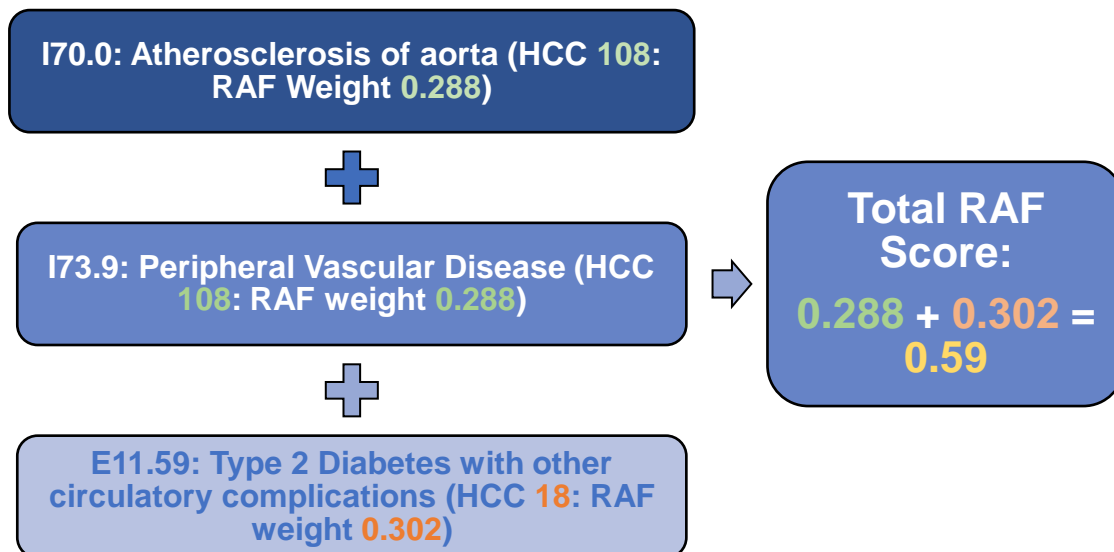 I70.0: Atherosclerosis of aorta (HCC 108:
RAF Weight 0.288)
I73.9: Peripheral Vascular Disease (HCC
108: RAF weight 0.288)
E11.59: Type 2 Diabetes with other
circulatory complications (HCC 18: RAF
weight 0.302)
Total RAF
Score:
0.288 + 0.302 =
0.59